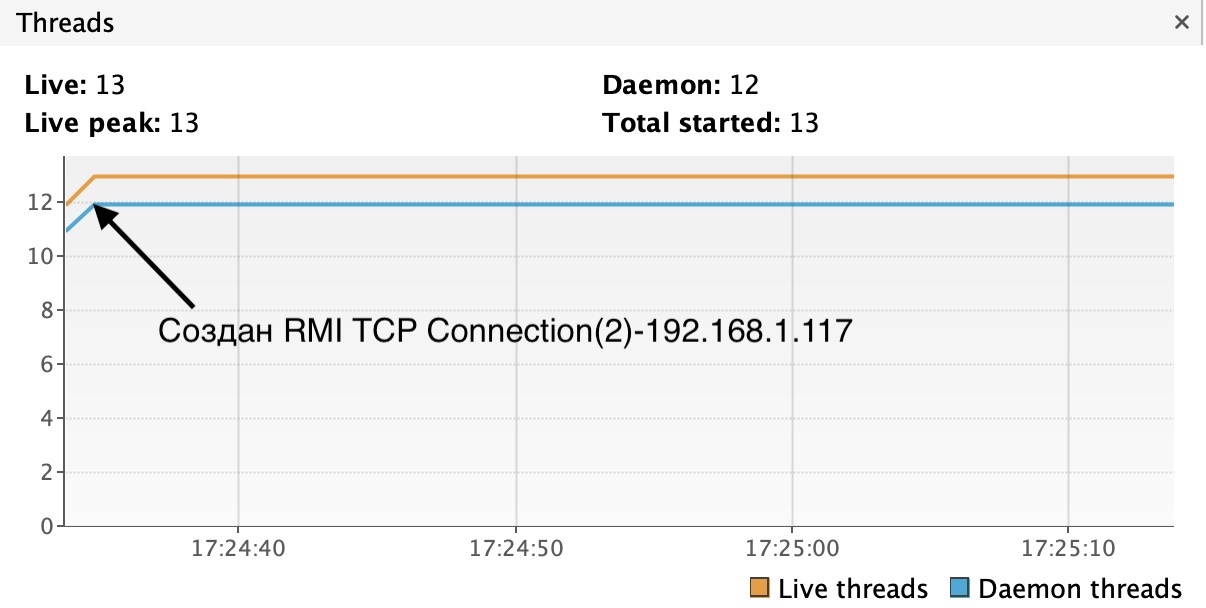 Threads ×
Live: 13 Daemon: 12
Live peak: 13 Total started: 13
12
10
8
Создан RMI TCP Connection(2)-192.168.1.117
6
4
2
0
17:24:40 17:24:50 17:25:00 17:25:10
Live threads Daemon threads